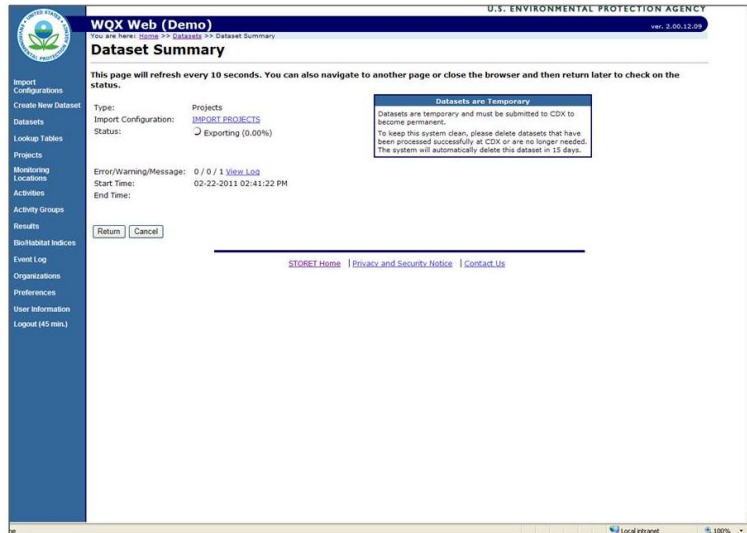 U.S. ENVIRONMENTAL PROTECTION AGENCY
WQX Web (Demo)
ver. 2.00.12.09
You are here: Home >> Datasets >> Dataset Summary
Dataset Summary
This page will refresh every 10 seconds. You can also navigate to another page or close the browser and then return later to check on the
status.
Import
Configurations
Create New Dataset
Datasets
Lookup Tables
Projects
Monitoring
Locations
Activities
Activity Groups
Results
Bio/Habitat Indices
Event Log
Organizations
Preferences
User Information
Logout (45 min.)
Type: Projects
Import Configuration: IMPORT PROJECTS
Status: Exporting (0.00%)
Datasets are Temporary
Datasets are temporary and must be submitted to CDX to
become permanent.
To keep this system clean, please delete datasets that have
been processed successfully at CDX or are no longer needed.
The system will automatically delete this dataset in 15 days.
Error/Warning/Message: 0 / 0 / 1 View Log
Start Time: 02-22-2011 02:41:22 PM
End Time:
Return Cancel
STORET Home | Privacy and Security Notice | Contact Us
Local intranet 100%